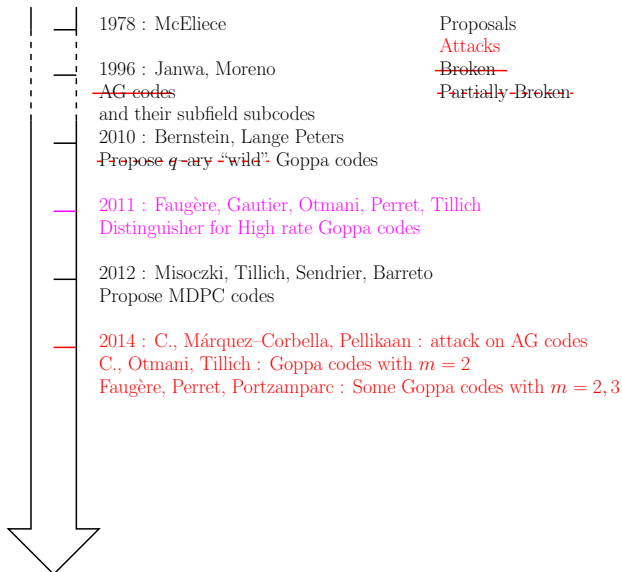 1978 : McEliece
Proposals
Attacks
1996 : Janwa, Moreno
Broken
AG codes
Partially Broken
and their subfield subcodes
2010 : Bernstein, Lange Peters
Propose q-ary “wild” Goppa codes
2011 : Faugère, Gautier, Otmani, Perret, Tillich
Distinguisher for High rate Goppa codes
2012 : Misoczki, Tillich, Sendrier, Barreto
Propose MDPC codes
2014 : C., Márquez–Corbella, Pellikaan : attack on AG codes
C., Otmani, Tillich : Goppa codes with m = 2
Faugère, Perret, Portzamparc : Some Goppa codes with m = 2, 3